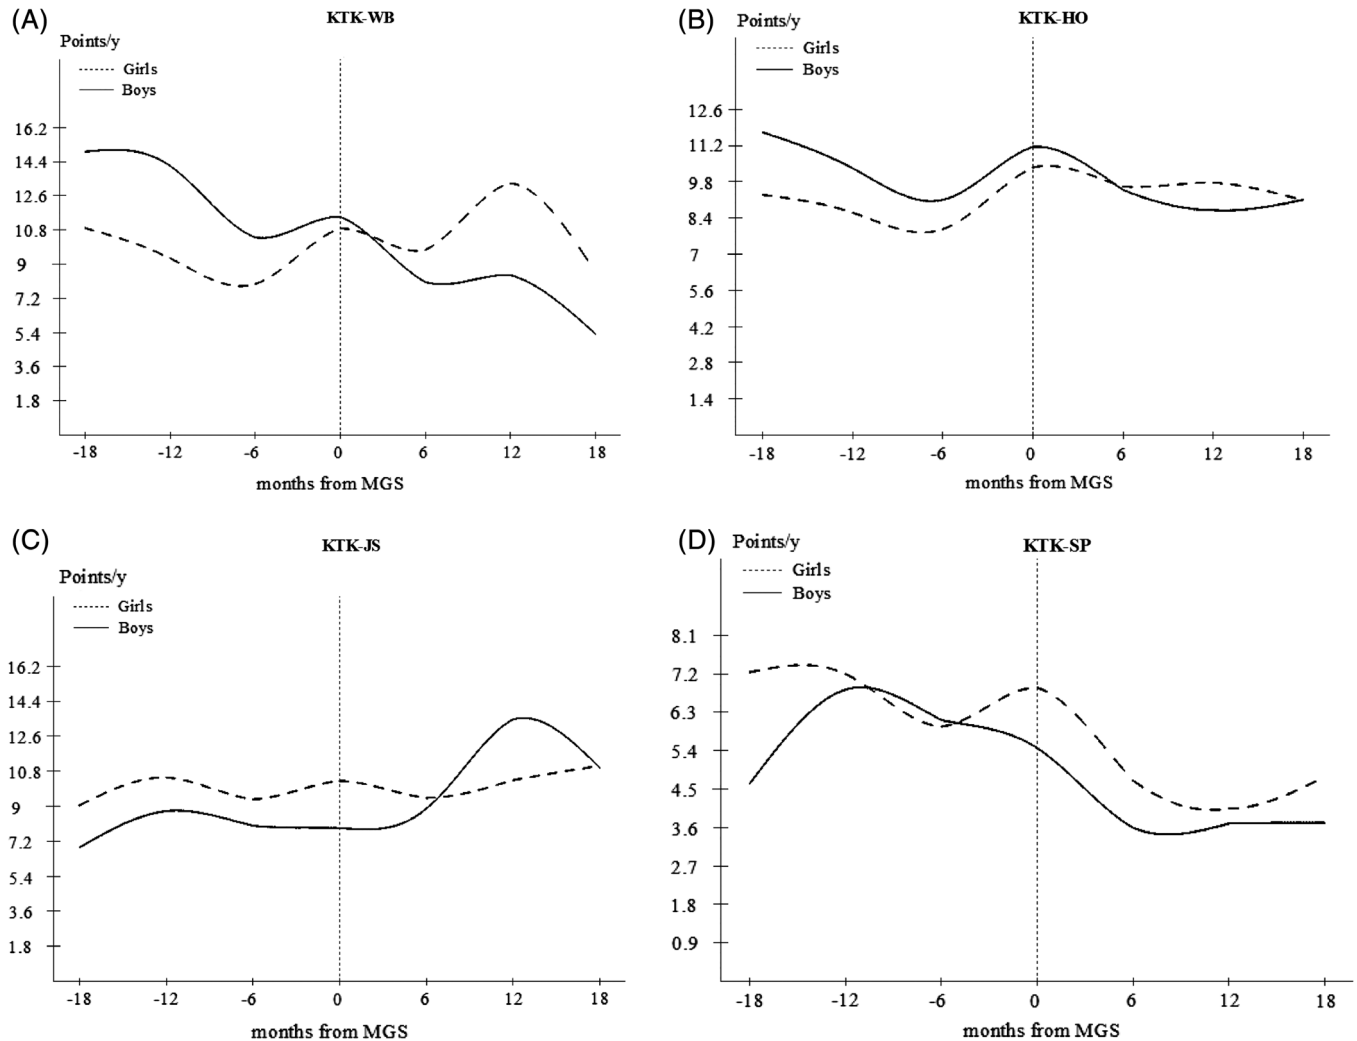 (A)
KTK-WB
Points/y
Girls
Boys
16.2
14.4
12.6
10.8
9
7.2
5.4
3.6
1.8
-18 -12 -6 0 6 12 18
months from MGS
(B)
KTK-HO
Points/y
Girls
Boys
12.6
11.2
9.8
8.4
7
5.6
4.2
2.8
1.4
-18 -12 -6 0 6 12 18
months from MGS
(C)
KTK-JS
Points/y
Girls
Boys
16.2
14.4
12.6
10.8
9
7.2
5.4
3.6
1.8
-18 -12 -6 0 6 12 18
months from MGS
(D)
KTK-SP
Points/y
Girls
Boys
8.1
7.2
6.3
5.4
4.5
3.6
2.7
1.8
0.9
-18 -12 -6 0 6 12 18
months from MGS